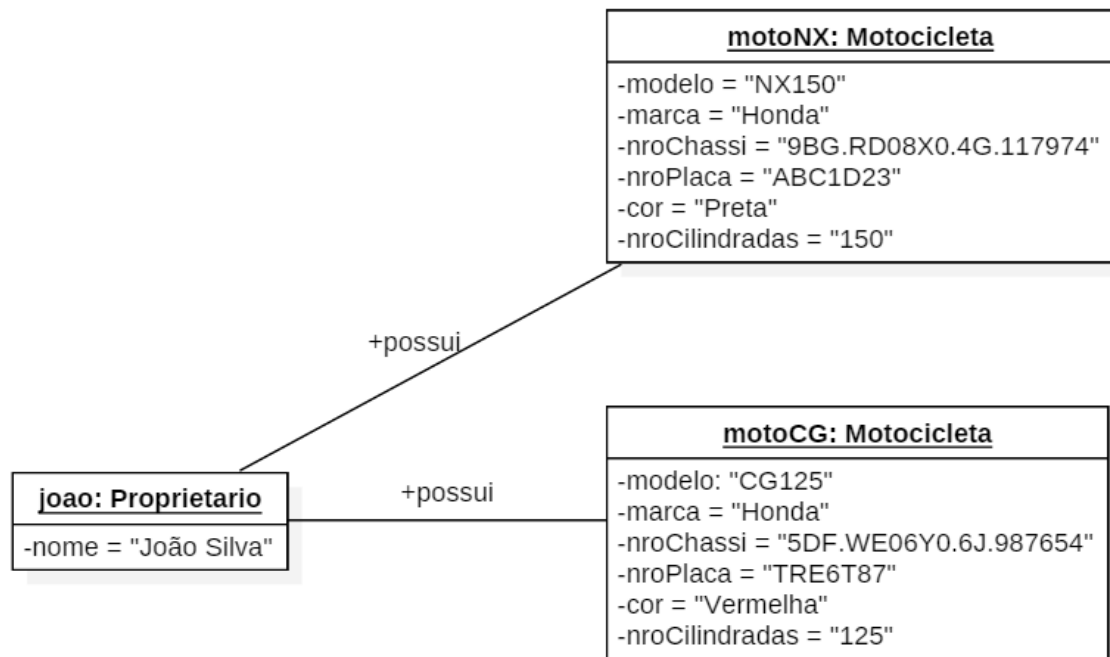 motoNX: Motocicleta
-modelo = "NX150"
-marca = "Honda"
-nroChassi = "9BG.RD08X0.4G.117974"
-nroPlaca = "ABC1D23"
-cor = "Preta"
-nroCilindradas = "150"
+possui
motoCG: Motocicleta
-modelo: "CG125"
-marca = "Honda"
-nroChassi = "5DF.WE06Y0.6J.987654"
-nroPlaca = "TRE6T87"
-cor = "Vermelha"
-nroCilindradas = "125"
+possui
joao: Proprietario
-nome = "João Silva"